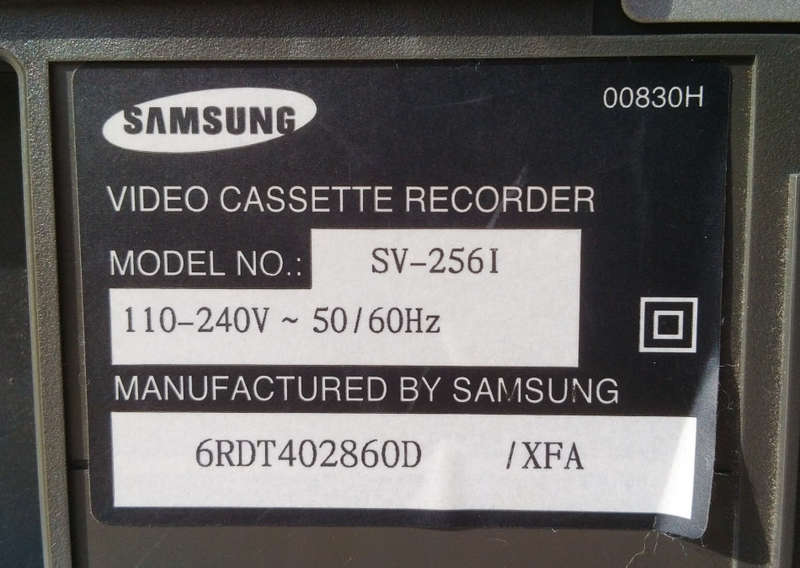 SAMSUNG
00830H
VIDEO CASSETTE RECORDER
MODEL NO.: SV-256I
110-240V ~ 50/60Hz
MANUFACTURED BY SAMSUNG
6RDT402860D /XFA